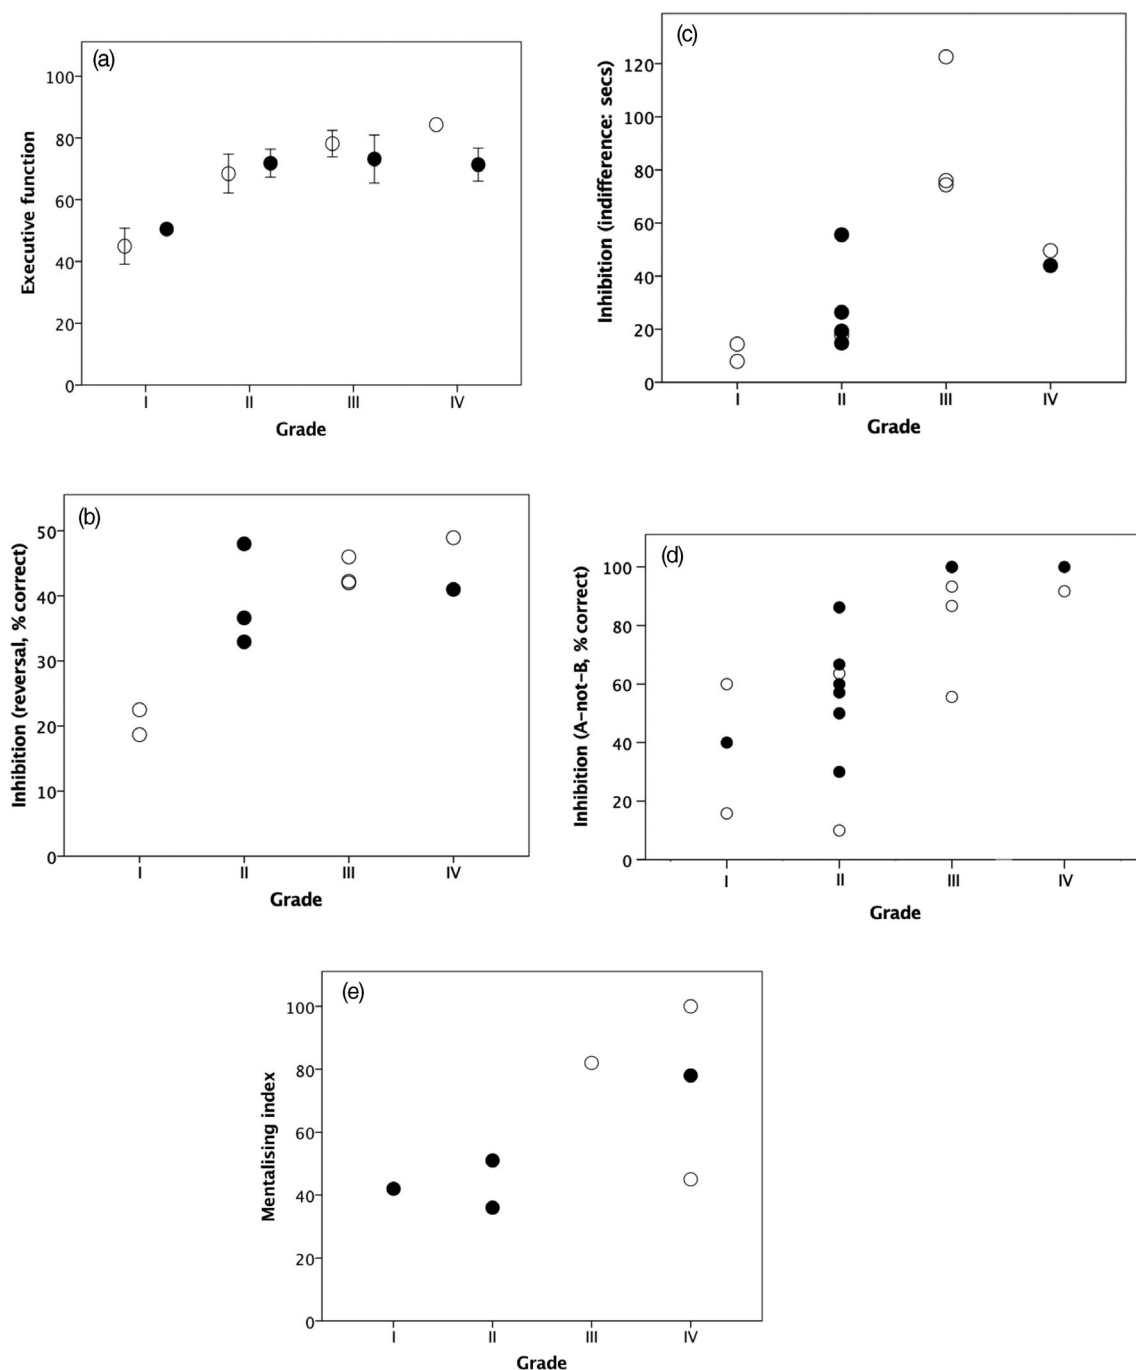 (a)
Executive function
100
80
60
40
20
0
I II III IV
Grade
(c)
Inhibition (indifference: secs)
120
100
80
60
40
20
0
I II III IV
Grade
(b)
Inhibition (reversal, % correct)
50
40
30
20
10
0
I II III IV
Grade
(d)
Inhibition (A-not-B, % correct)
100
80
60
40
20
0
I II III IV
Grade
(e)
Mentalising index
100
80
60
40
20
0
I II III IV
Grade